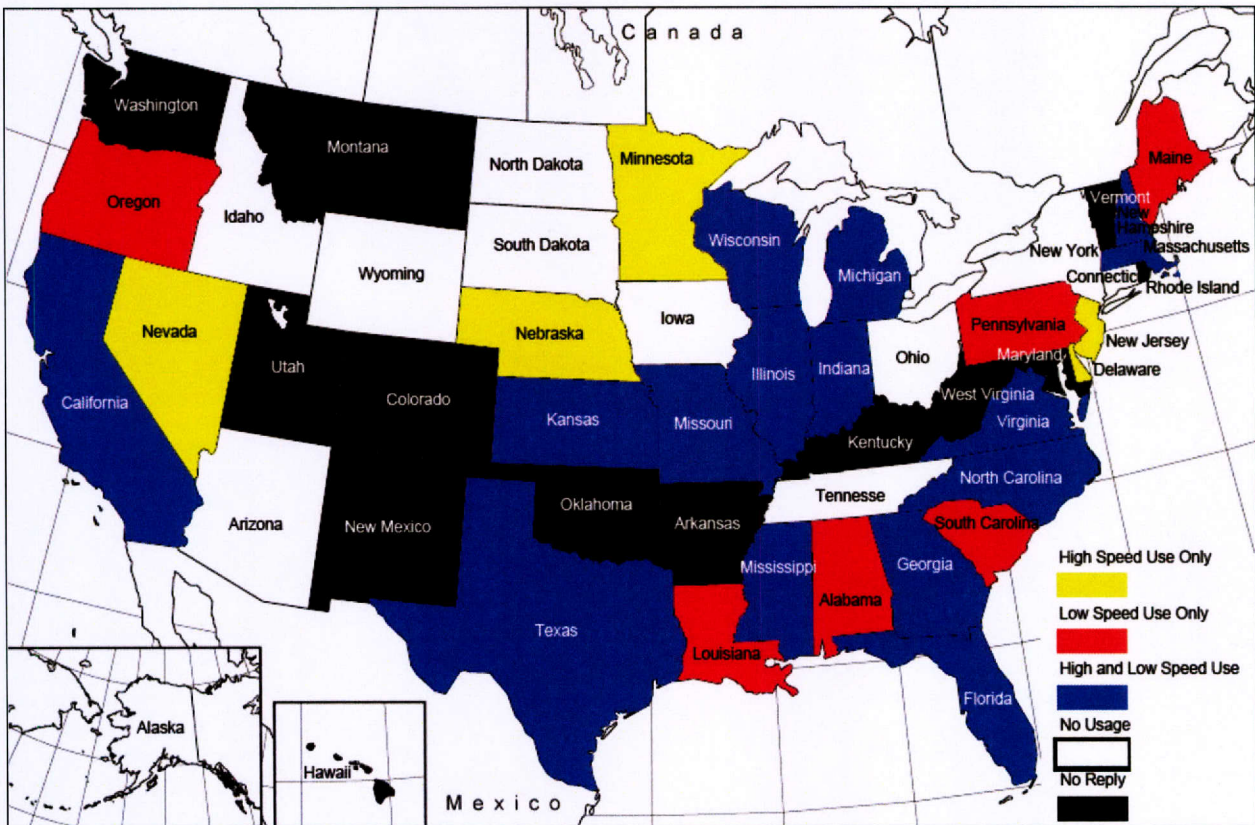 Canada
Washington
Montana
North Dakota
Minnesota
Maine
Oregon
Idaho
Vermont
New
Hampshire
South Dakota
Wisconsin
New York
Massachusetts
Wyoming
Michigan
Connectic
Rhode Island
Nevada
Nebraska
Iowa
Pennsylvania
New Jersey
Utah
Ohio
Maryland
Delaware
Illinois
Indiana
California
Colorado
West Virginia
Kansas
Missouri
Virginia
Kentucky
North Carolina
Tennesse
Oklahoma
Arizona
New Mexico
Arkansas
South Carolina
Mississippi
Georgia
Alabama
Texas
Louisiana
Florida
Alaska
Hawaii
Mexico
High Speed Use Only
Low Speed Use Only
High and Low Speed Use
No Usage
No Reply